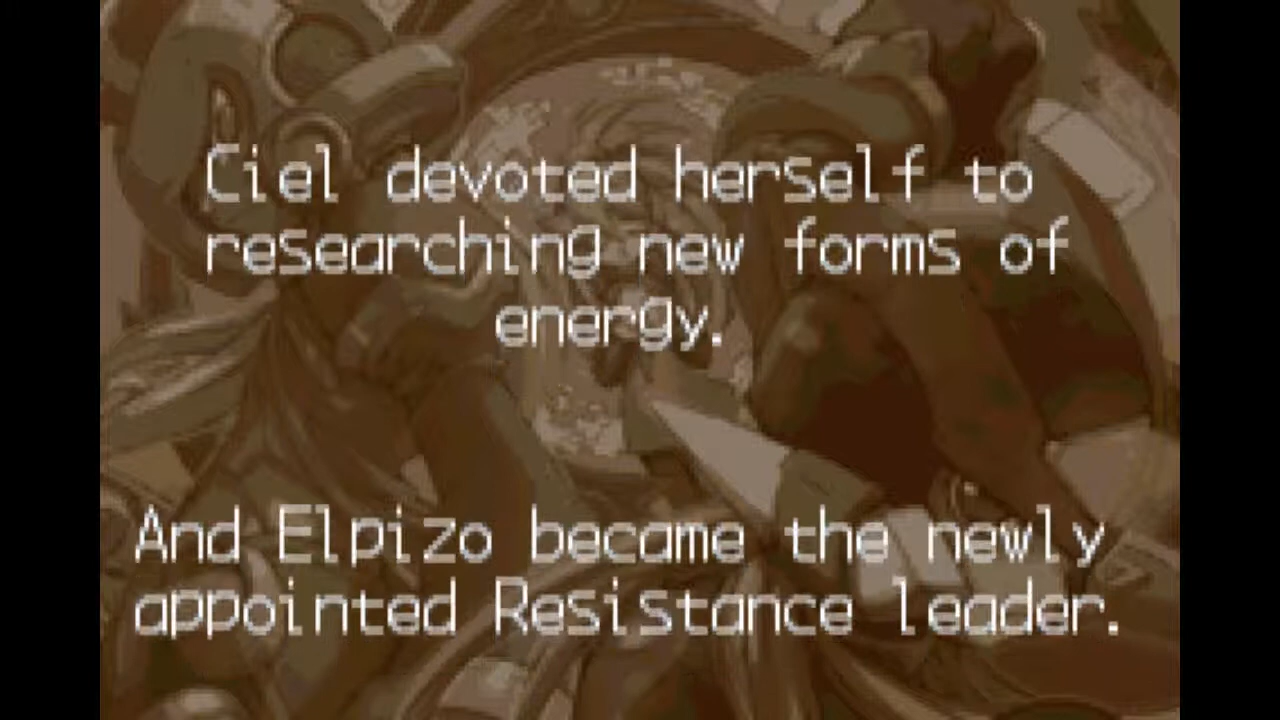 Ciel devoted herself to
researching new forms of
energy.
And Elpizo became the newly
appointed Resistance leader.